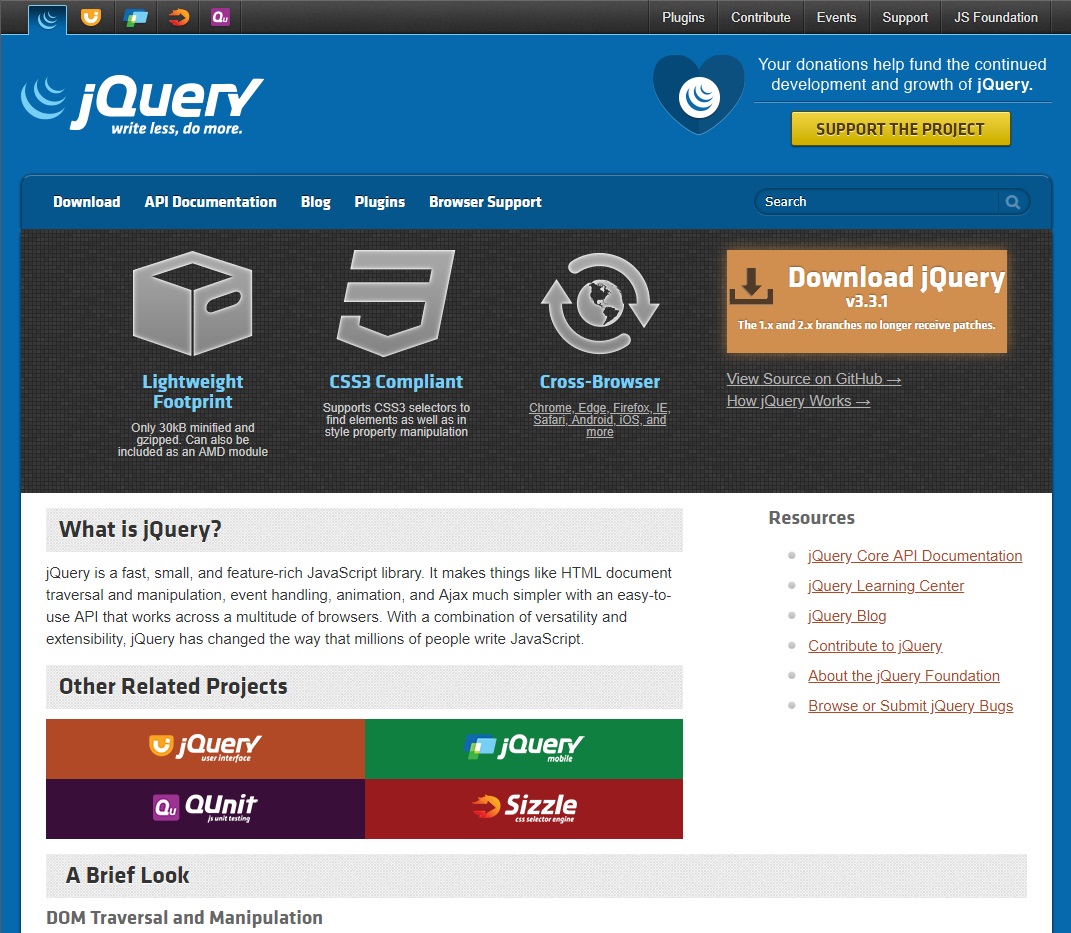 Qu
Plugins
Contribute
Events
Support
JS Foundation
jQuery
write less, do more.
Your donations help fund the continued
development and growth of jQuery.
SUPPORT THE PROJECT
Download
API Documentation
Blog
Plugins
Browser Support
Search
Lightweight
Footprint
Only 30kB minified and
gzipped. Can also be
included as an AMD module
CSS3 Compliant
Supports CSS3 selectors to
find elements as well as in
style property manipulation
Cross-Browser
Chrome, Edge, Firefox, IE,
Safari, Android, iOS, and
more
Download jQuery
v3.3.1
The 1.x and 2.x branches no longer receive patches.
View Source on GitHub →
How jQuery Works →
What is jQuery?
jQuery is a fast, small, and feature-rich JavaScript library. It makes things like HTML document
traversal and manipulation, event handling, animation, and Ajax much simpler with an easy-to-
use API that works across a multitude of browsers. With a combination of versatility and
extensibility, jQuery has changed the way that millions of people write JavaScript.
Other Related Projects
jQuery
user interface
jQuery
mobile
Qu QUnit
js unit testing
Sizzle
css selector engine
Resources
jQuery Core API Documentation
jQuery Learning Center
jQuery Blog
Contribute to jQuery
About the jQuery Foundation
Browse or Submit jQuery Bugs
A Brief Look
DOM Traversal and Manipulation